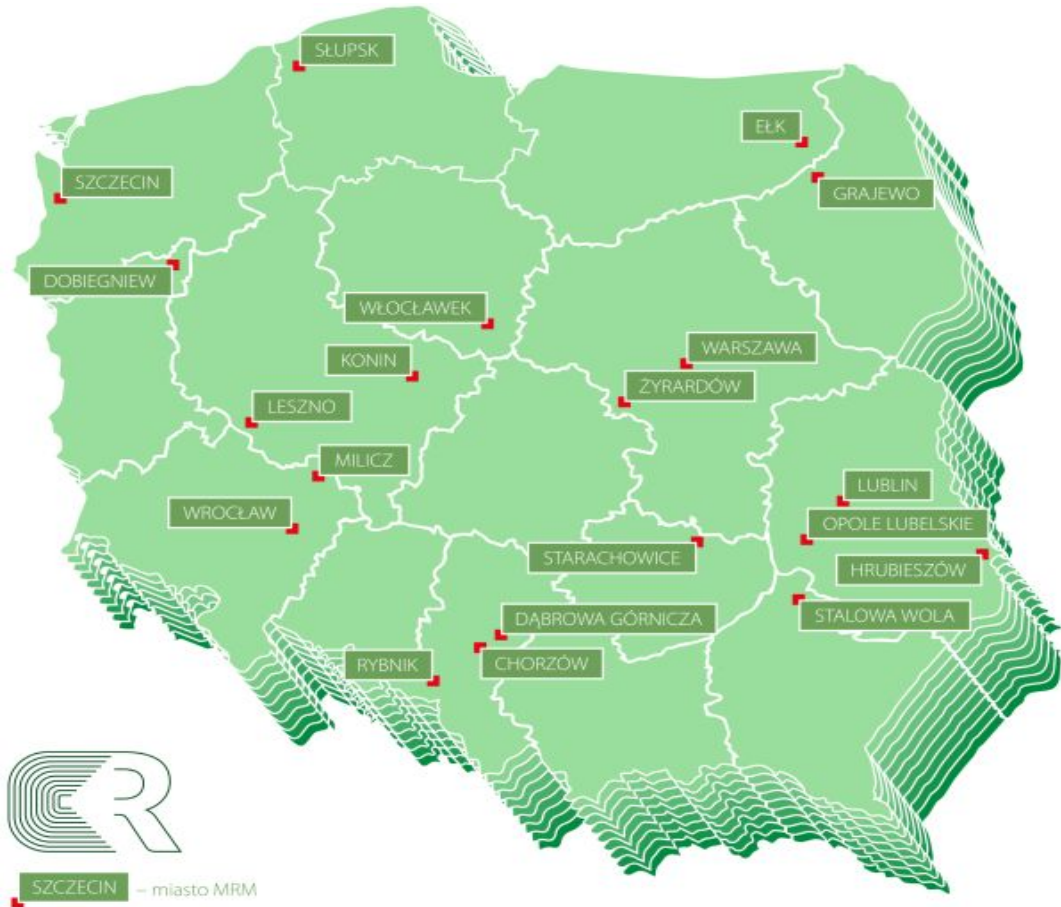 SŁUPSK
EŁK
SZCZECIN
GRAJEWO
DOBIEGNIEW
WŁOCŁAWEK
WARSZAWA
KONIN
ŻYRARDÓW
LESZNO
MILICZ
LUBLIN
WROCŁAW
OPOLE LUBELSKIE
STARACHOWICE
HRUBIESZÓW
STALOWA WOLA
DĄBROWA GÓRNICZA
RYBNIK
CHORZÓW
CR
SZCZECIN – miasto MRM